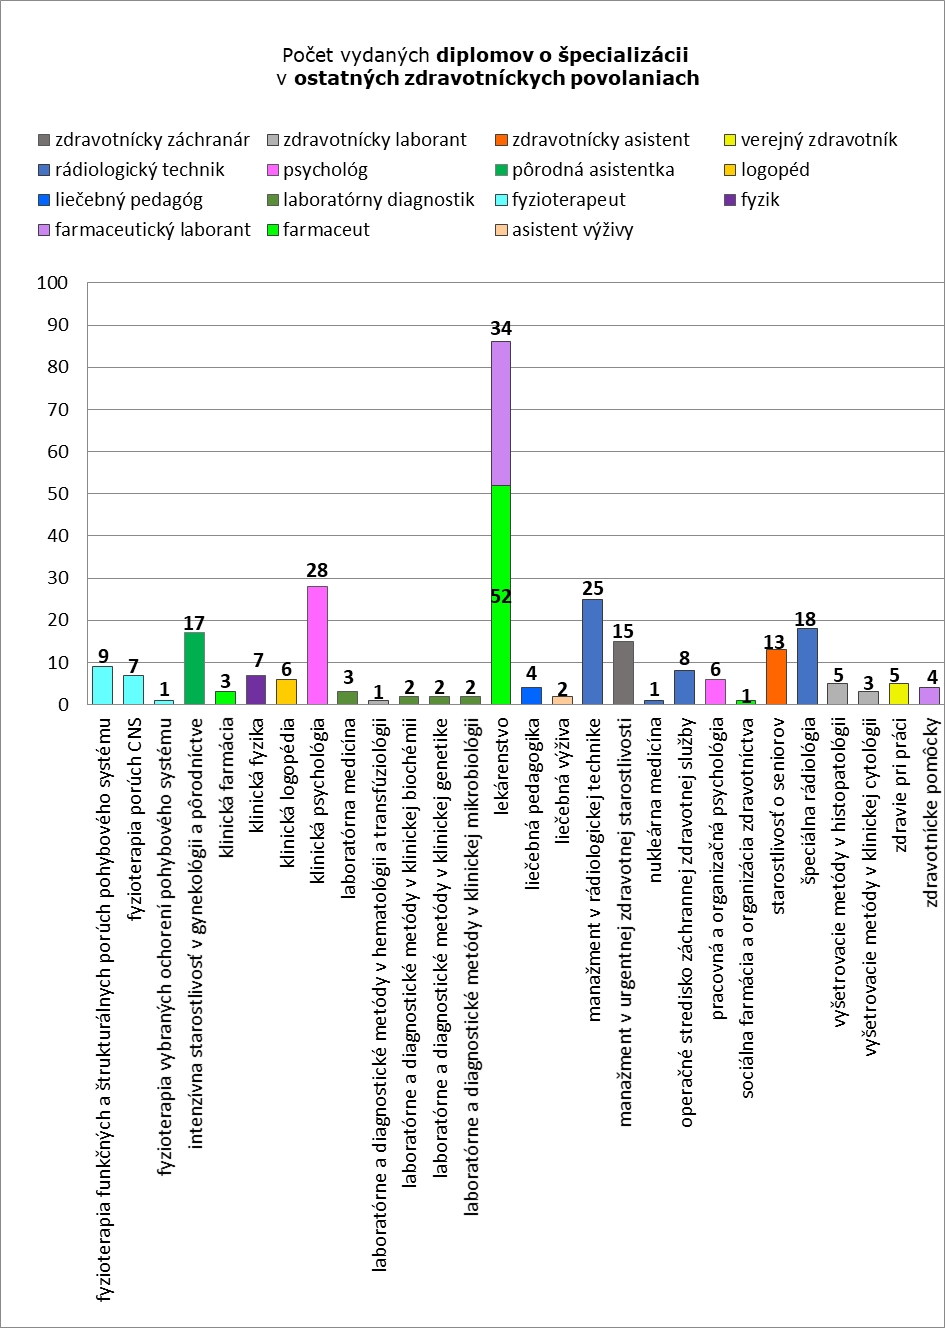 Počet vydaných diplomov o špecializácii
v ostatných zdravotníckych povolaniach
zdravotnícky záchranár zdravotnícky laborant zdravotnícky asistent verejný zdravotník
rádiologický technik psychológ pôrodná asistentka logopéd
liečebný pedagóg laboratórny diagnostik fyzioterapeut fyzik
farmaceutický laborant farmaceut asistent výživy
100
90
80
70
60
50
40
30
20
10
0
9
7
1
17
3
7
6
28
3
1
2
2
2
34
52
4
2
25
15
1
8
6
1
13
18
5
3
5
4
fyzioterapia funkčných a štrukturálnych porúch pohybového systému
fyzioterapia porúch CNS
fyzioterapia vybraných ochorení pohybového systému
intenzívna starostlivosť v gynekológii a pôrodníctve
klinická farmácia
klinická fyzika
klinická logopédia
klinická psychológia
laboratórna medicína
laboratórne a diagnostické metódy v hematológii a transfúziológii
laboratórne a diagnostické metódy v klinickej biochémii
laboratórne a diagnostické metódy v klinickej genetike
laboratórne a diagnostické metódy v klinickej mikrobiológii
lekárenstvo
liečebná pedagogika
liečebná výživa
manažment v rádiologickej technike
manažment v urgentnej zdravotnej starostlivosti
nukleárna medicína
operačné stredisko záchrannej zdravotnej služby
pracovná a organizačná psychológia
sociálna farmácia a organizácia zdravotníctva
starostlivosť o seniorov
špeciálna rádiológia
vyšetrovacie metódy v histopatológii
vyšetrovacie metódy v klinickej cytológii
zdravie pri práci
zdravotnícke pomôcky